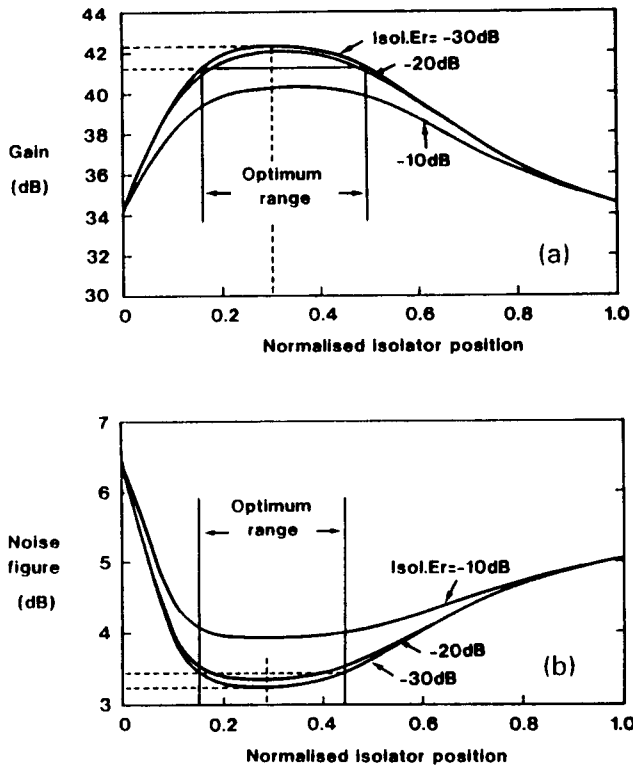 44
42
40
38
36
34
32
30
Gain
(dB)
Isol.Er= -30dB
-20dB
-10dB
Optimum
range
(a)
0
0.2
0.4
0.6
0.8
1.0
Normalised isolator position
7
6
5
4
3
Noise
figure
(dB)
Optimum
range
Isol.Er=-10dB
-20dB
-30dB
(b)
0
0.2
0.4
0.6
0.8
1.0
Normalised isolator position